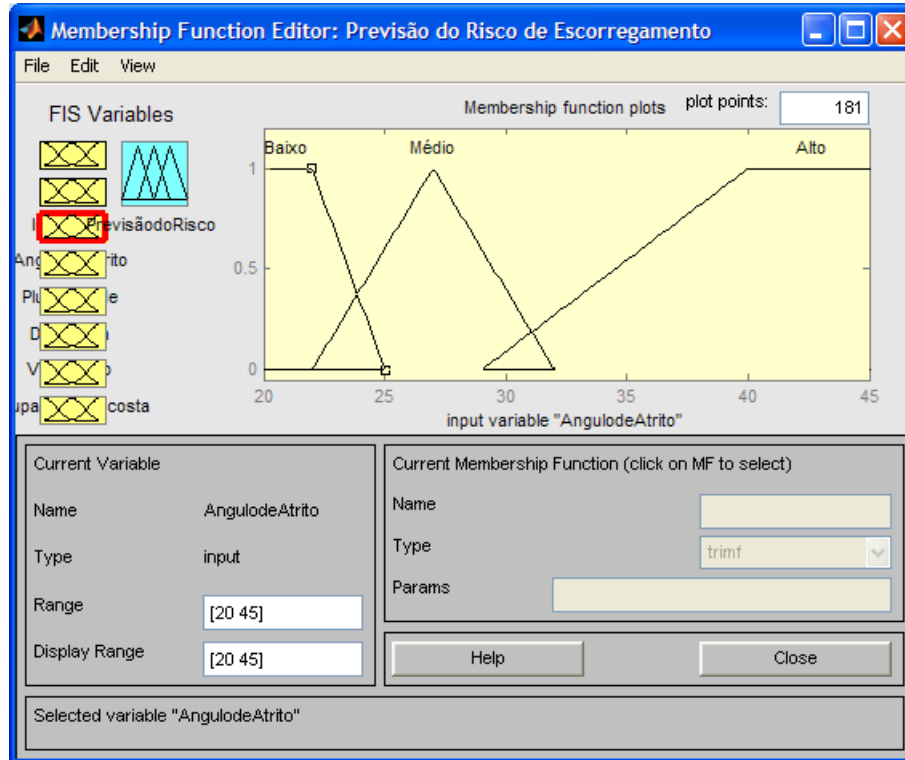 Membership Function Editor: Previsão do Risco de Escorregamento
File Edit View
FIS Variables
Membership function plots plot points: 181
Baixo Médio Alto
1
0.5
0
20 25 30 35 40 45
input variable "AngulodeAtrito"
PrevisãodoRisco
Current Variable
Name AngulodeAtrito
Type input
Range [20 45]
Display Range [20 45]
Current Membership Function (click on MF to select)
Name
Type trimf
Params
Help Close
Selected variable "AngulodeAtrito"